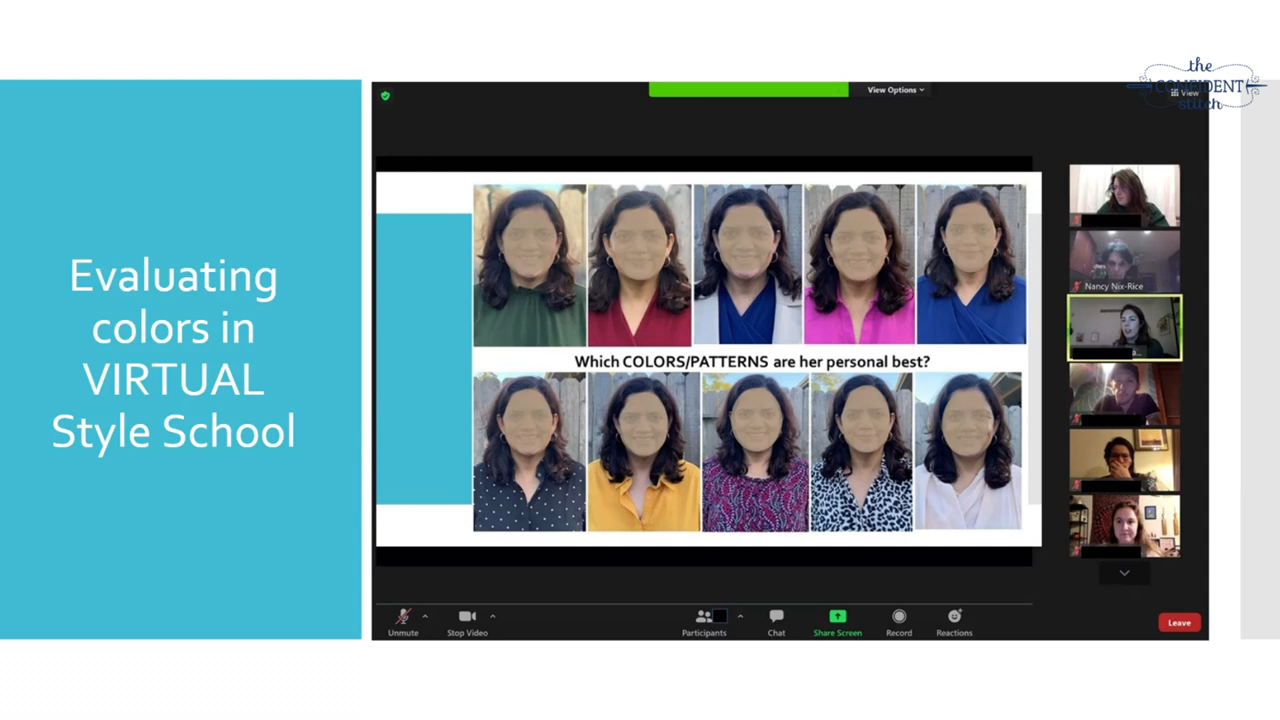 the
CONFIDENT
stitch
Evaluating
colors in
VIRTUAL
Style School
View Options
View
Which COLORS/PATTERNS are her personal best?
Nancy Nix-Rice
Unmute
Stop Video
Participants
Chat
Share Screen
Record
Reactions
Leave